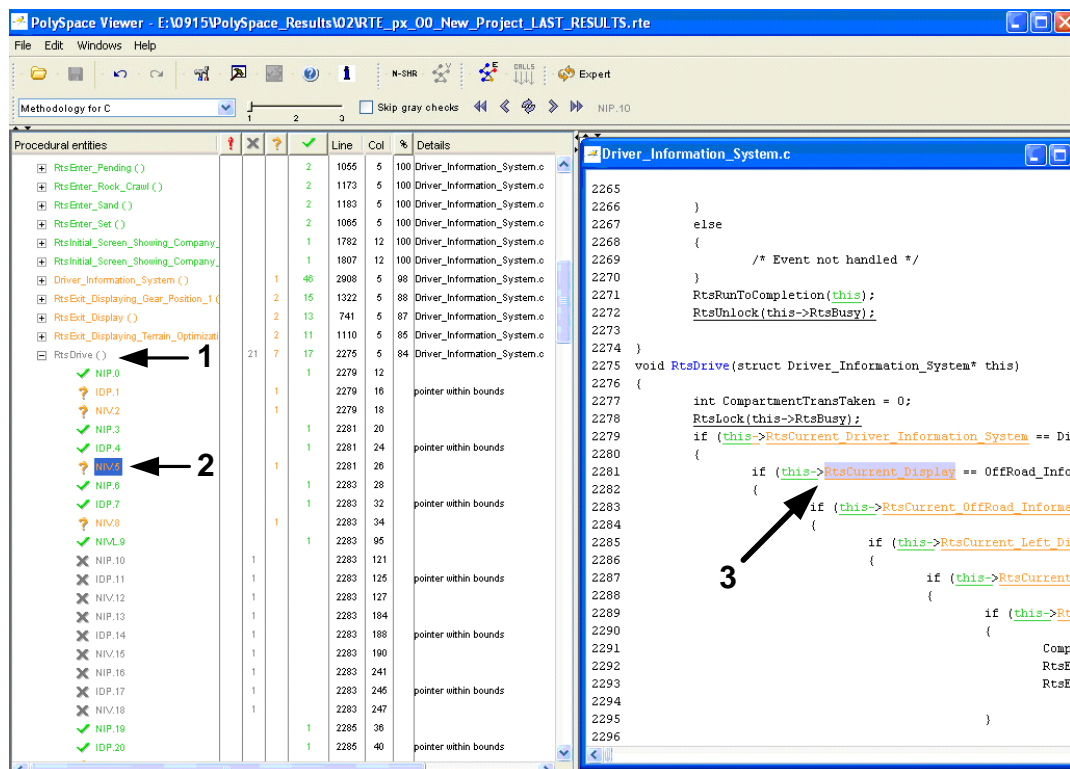 PolySpace Viewer - E:\0915\PolySpace_Results\02\RTE_px_O0_New_Project_LAST_RESULTS.rte
File Edit Windows Help
N-SHR V E CALLS Expert
Methodology for C 1 2 3 Skip gray checks NIP.10
Procedural entities Line Col % Details
RtsEnter_Pending () 2 1055 5 100 Driver_Information_System.c
RtsEnter_Rock_Crawl () 2 1173 5 100 Driver_Information_System.c
RtsEnter_Sand () 2 1183 5 100 Driver_Information_System.c
RtsEnter_Set () 2 1065 5 100 Driver_Information_System.c
RtsInitial_Screen_Showing_Company_ 1 1782 12 100 Driver_Information_System.c
RtsInitial_Screen_Showing_Company_ 1 1807 12 100 Driver_Information_System.c
Driver_Information_System () 1 46 2908 5 98 Driver_Information_System.c
RtsExit_Displaying_Gear_Position_1 ( 2 15 1322 5 88 Driver_Information_System.c
RtsExit_Display () 2 13 741 5 87 Driver_Information_System.c
RtsExit_Displaying_Terrain_Optimizati 2 11 1110 5 85 Driver_Information_System.c
RtsDrive () 1 21 7 17 2275 5 84 Driver_Information_System.c
NIP.0 1 2279 12
IDP.1 1 2279 16 pointer within bounds
NIV.2 1 2279 18
NIP.3 1 2281 20
IDP.4 1 2281 24 pointer within bounds
NIV.5 2 1 2281 26
NIP.6 1 2283 28
IDP.7 1 2283 32 pointer within bounds
NIV.8 1 2283 34
NIVL.9 1 2283 95
NIP.10 1 2283 121
IDP.11 1 2283 125 pointer within bounds
NIV.12 1 2283 127
NIP.13 1 2283 184
IDP.14 1 2283 188 pointer within bounds
NIV.15 1 2283 190
NIP.16 1 2283 241
IDP.17 1 2283 245 pointer within bounds
NIV.18 1 2283 247
NIP.19 1 2285 36
IDP.20 1 2285 40 pointer within bounds
Driver_Information_System.c
2265
2266 }
2267 else
2268 {
2269 /* Event not handled */
2270 }
2271 RtsRunToCompletion(this);
2272 RtsUnlock(this->RtsBusy);
2273
2274 }
2275 void RtsDrive(struct Driver_Information_System* this)
2276 {
2277 int CompartmentTransTaken = 0;
2278 RtsLock(this->RtsBusy);
2279 if (this->RtsCurrent_Driver_Information_System == Di
2280 {
2281 if (this->RtsCurrent_Display == OffRoad_Info
2282 {
2283 if (this->RtsCurrent_OffRoad_Informa
2284 {
2285 if (this->RtsCurrent_Left_Di
2286 {
2287 if (this->RtsCurrent
2288 {
2289 if (this->Rt
2290 {
2291 Comp
2292 RtsE
2293 RtsE
2294
2295 }
2296
3